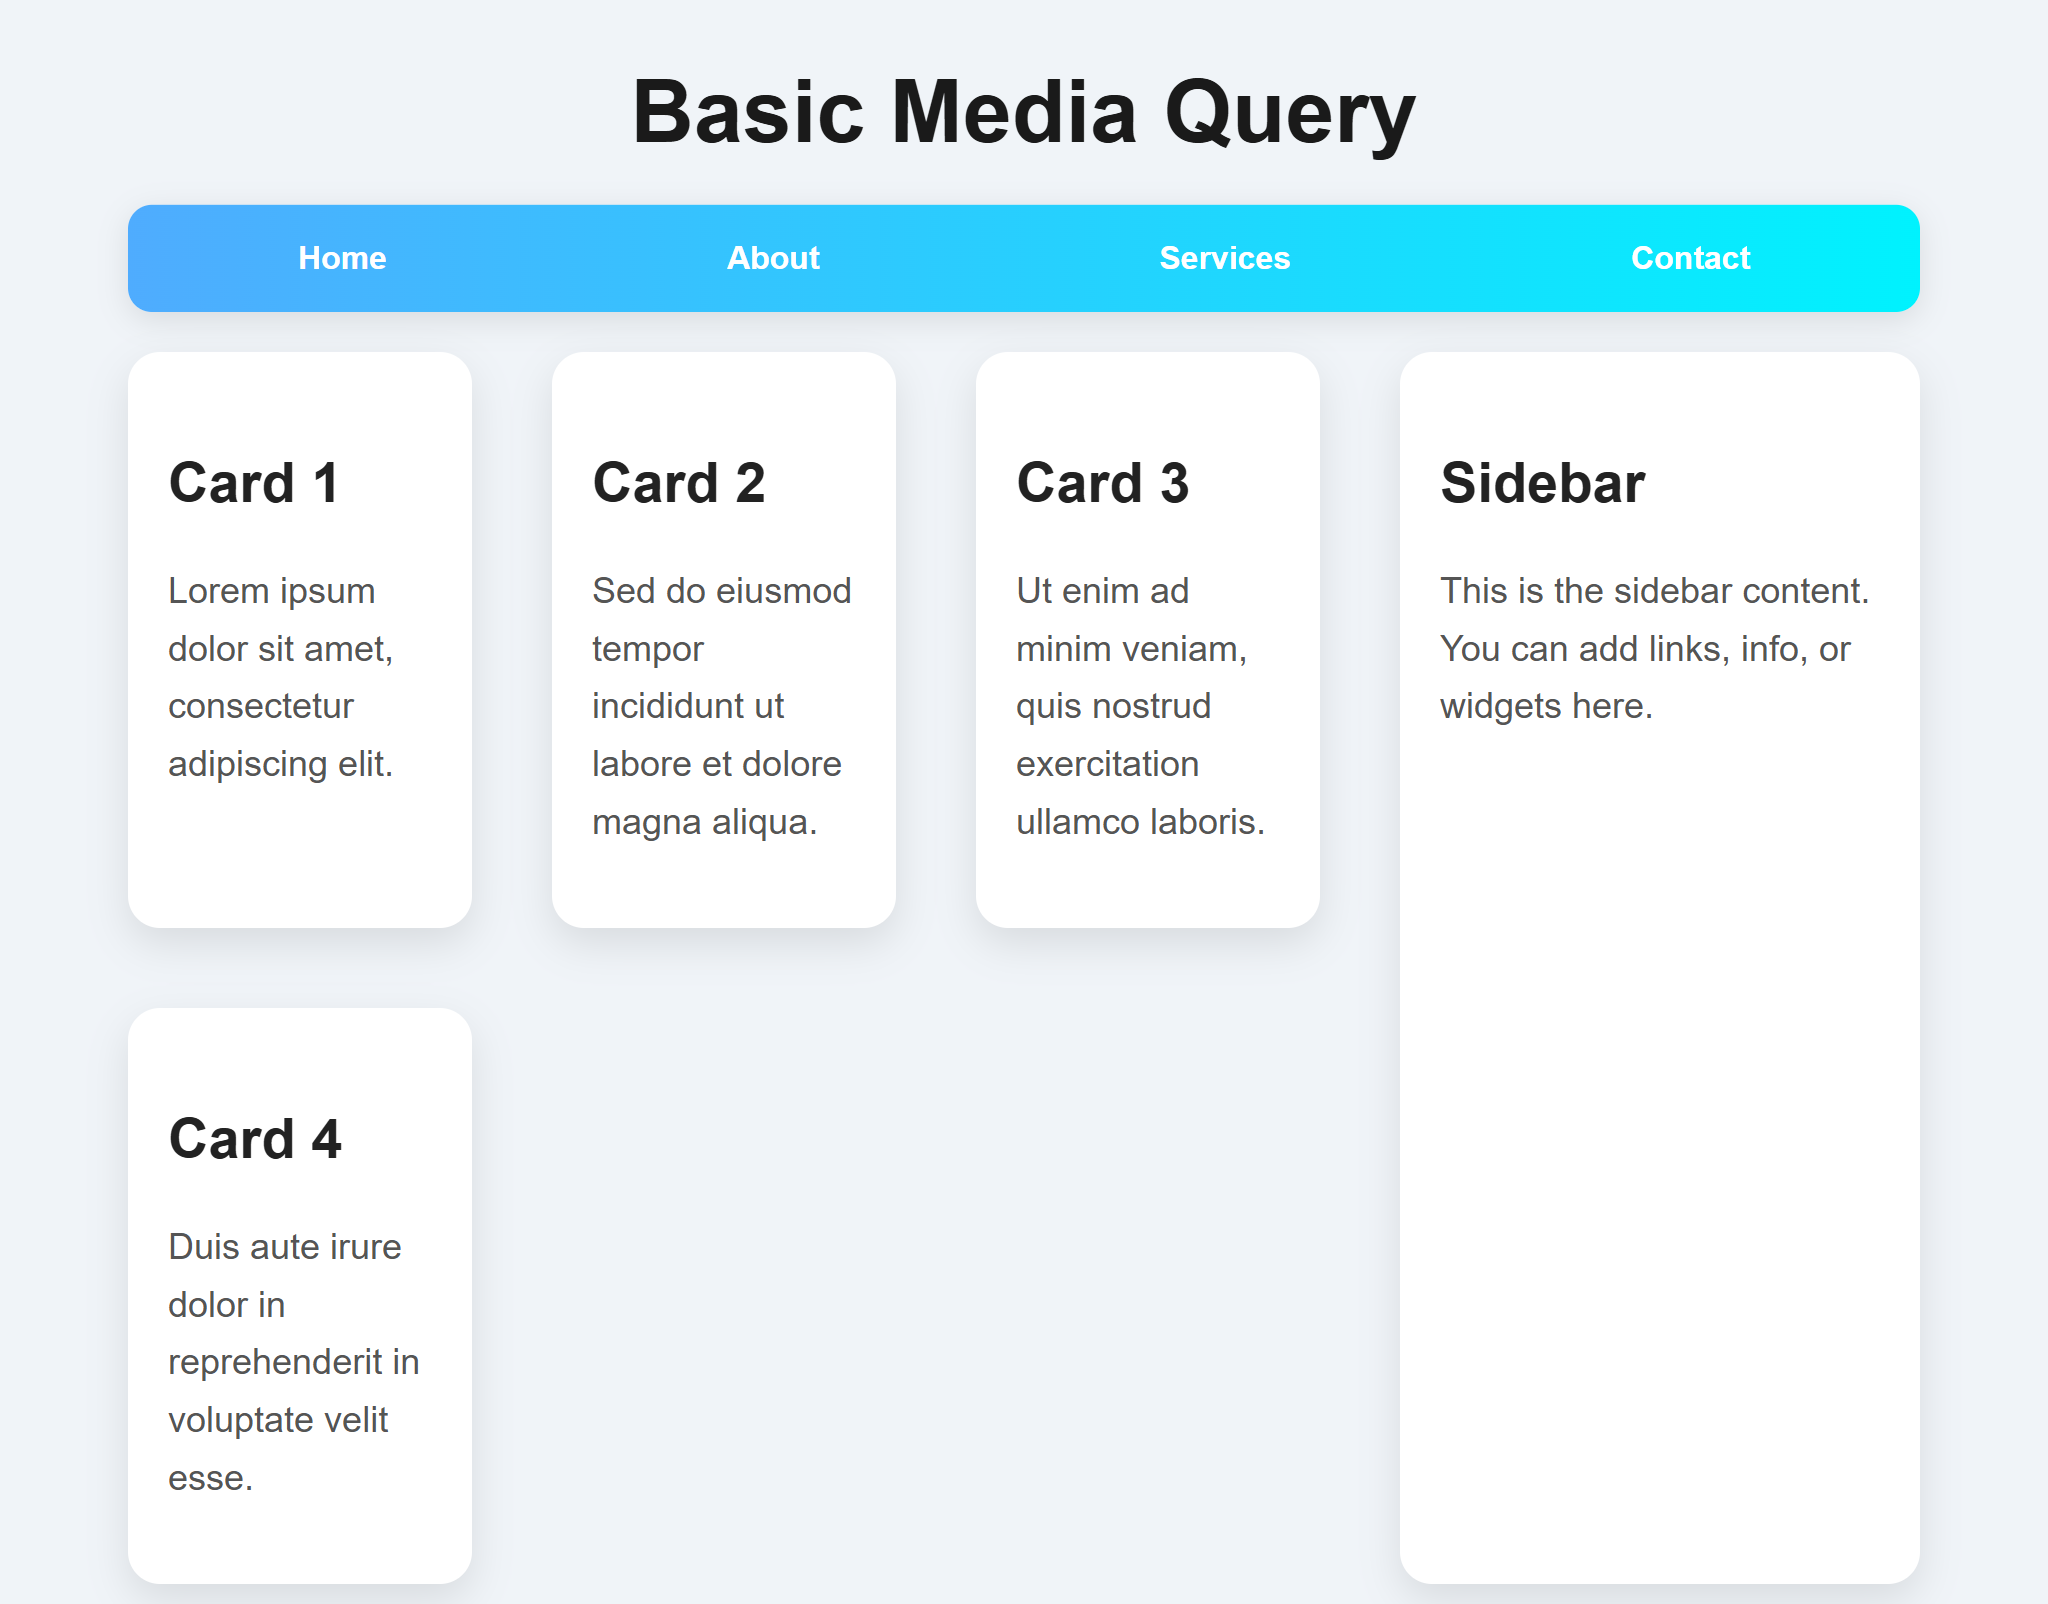 Basic Media Query
Home
About
Services
Contact
Card 1
Lorem ipsum
dolor sit amet,
consectetur
adipiscing elit.
Card 2
Sed do eiusmod
tempor
incididunt ut
labore et dolore
magna aliqua.
Card 3
Ut enim ad
minim veniam,
quis nostrud
exercitation
ullamco laboris.
Sidebar
This is the sidebar content.
You can add links, info, or
widgets here.
Card 4
Duis aute irure
dolor in
reprehenderit in
voluptate velit
esse.